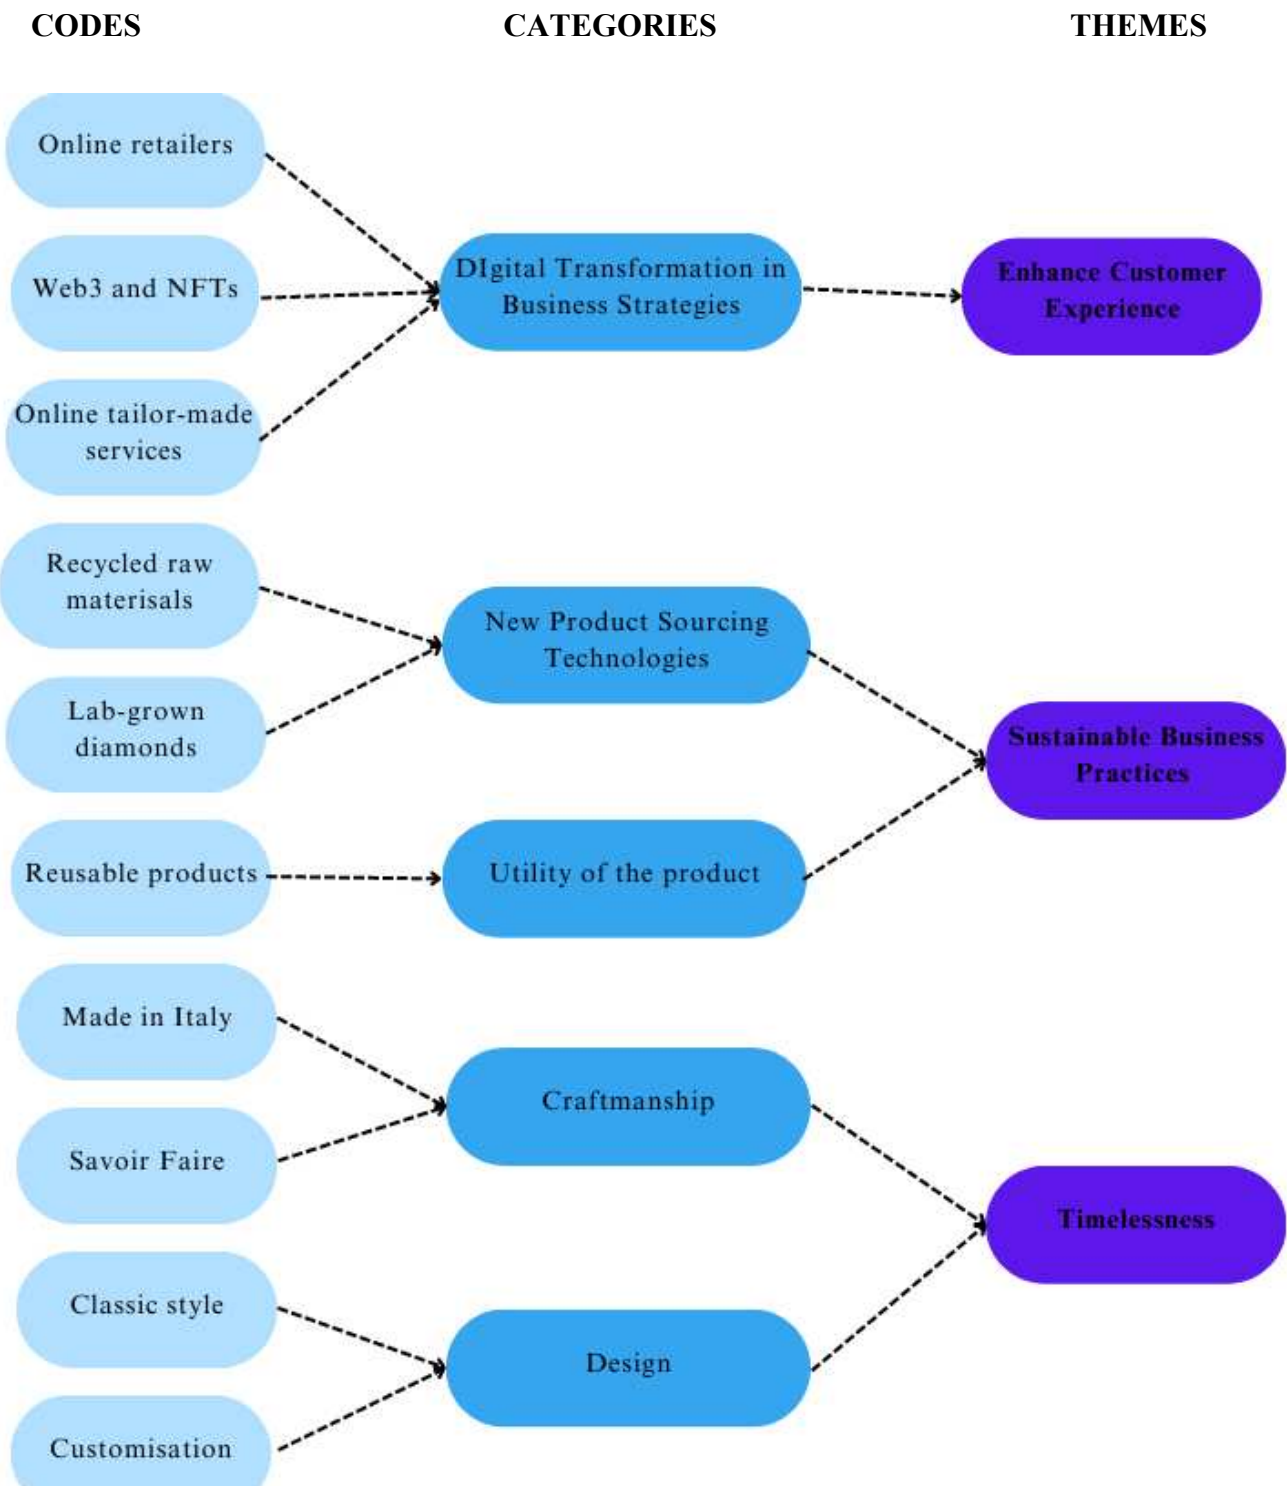 CODES CATEGORIES THEMES
Online retailers
Web3 and NFTs
Online tailor-made
services
Recycled raw
materisals
Lab-grown
diamonds
Reusable products
Made in Italy
Savoir Faire
Classic style
Customisation
DIgital Transformation in
Business Strategies
New Product Sourcing
Technologies
Utility of the product
Craftmanship
Design
Enhance Customer
Experience
Sustainable Business
Practices
Timelessness